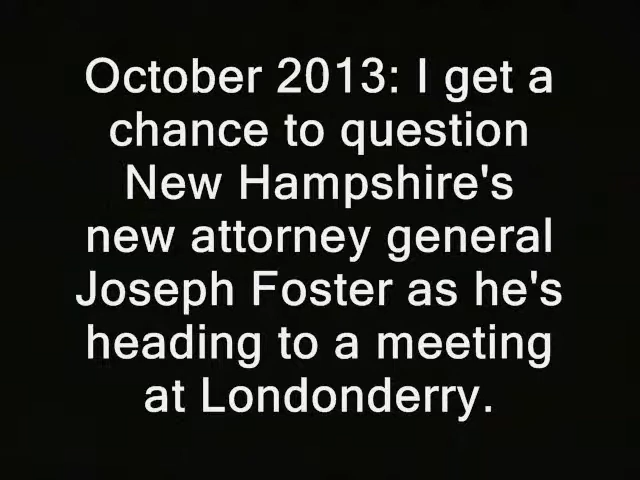 October 2013: I get a
chance to question
New Hampshire's
new attorney general
Joseph Foster as he's
heading to a meeting
at Londonderry.